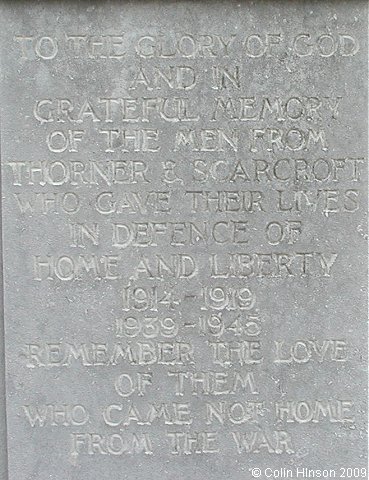 TO THE GLORY OF GOD
AND IN
GRATEFUL MEMORY
OF THE MEN FROM
THORNER & SCARCROFT
WHO GAVE THEIR LIVES
IN DEFENCE OF
HOME AND LIBERTY
1914-1919
1939-1945
REMEMBER THE LOVE
OF THEM
WHO CAME NOT HOME
FROM THE WAR
©Colin Hinson 2009